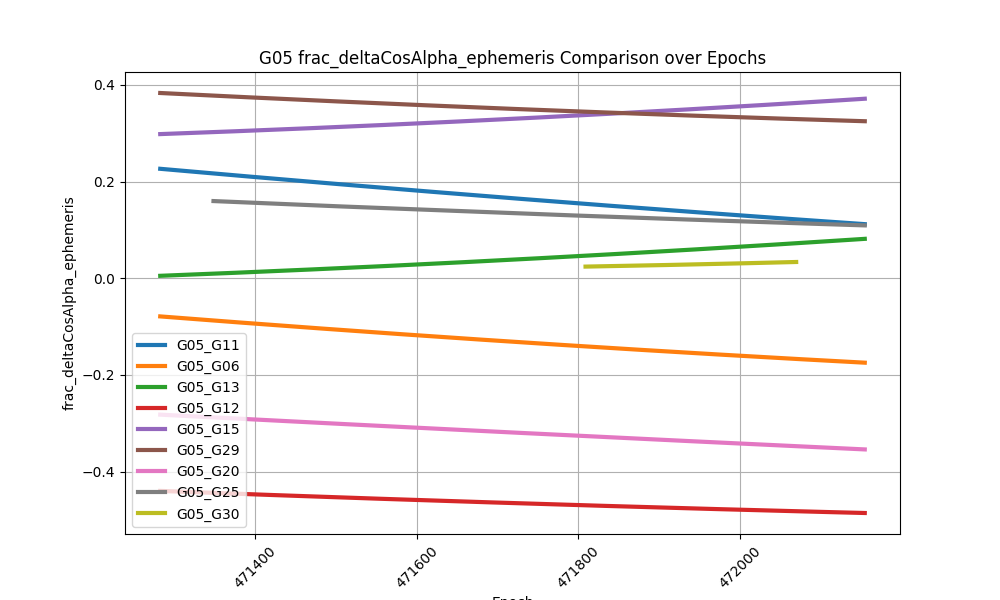 G05 frac_deltaCosAlpha_ephemeris Comparison over Epochs
frac_deltaCosAlpha_ephemeris
0.4
0.2
0.0
−0.2
−0.4
G05_G11
G05_G06
G05_G13
G05_G12
G05_G15
G05_G29
G05_G20
G05_G25
G05_G30
471400
471600
471800
472000
Epoch